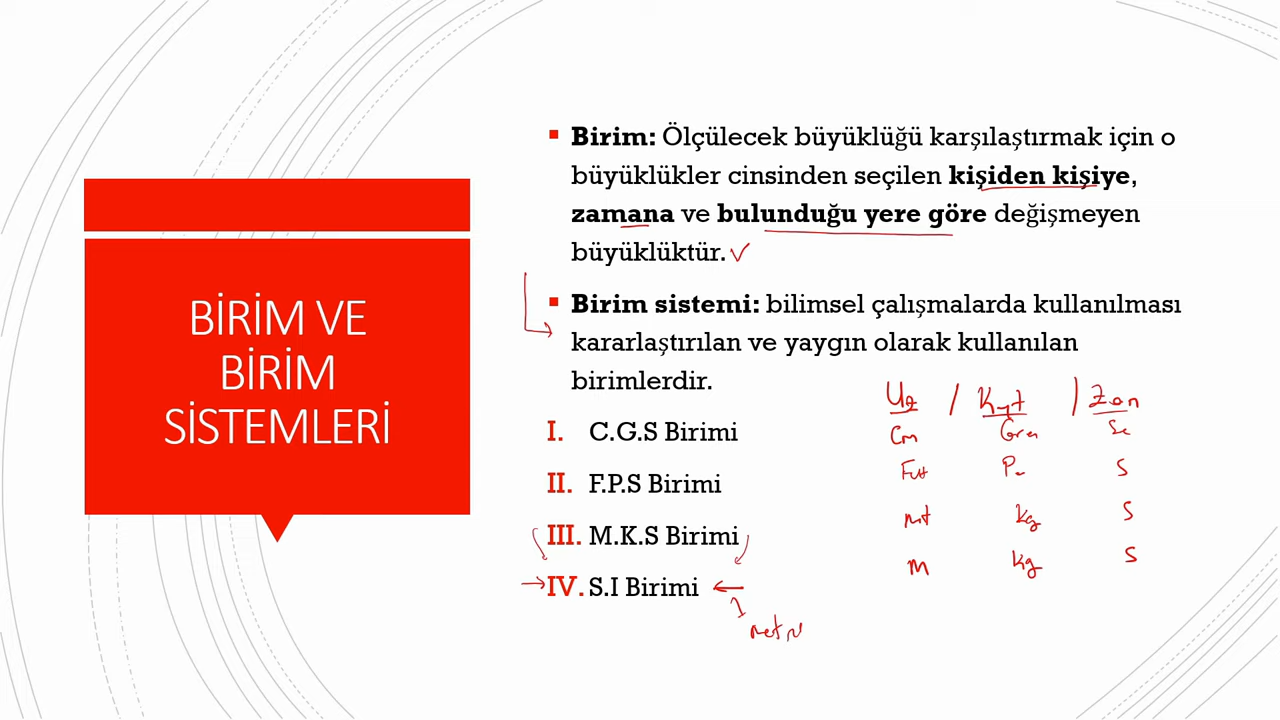 BİRİM VE
BİRİM
SİSTEMLERİ
▪ Birim: Ölçülecek büyüklüğü karşılaştırmak için o
büyüklükler cinsinden seçilen kişiden kişiye,
zamana ve bulunduğu yere göre değişmeyen
büyüklüktür.
▪ Birim sistemi: bilimsel çalışmalarda kullanılması
kararlaştırılan ve yaygın olarak kullanılan
birimlerdir.
I. C.G.S Birimi
II. F.P.S Birimi
III. M.K.S Birimi
IV. S.I Birimi
Cm
S
mt kg S
M kg S